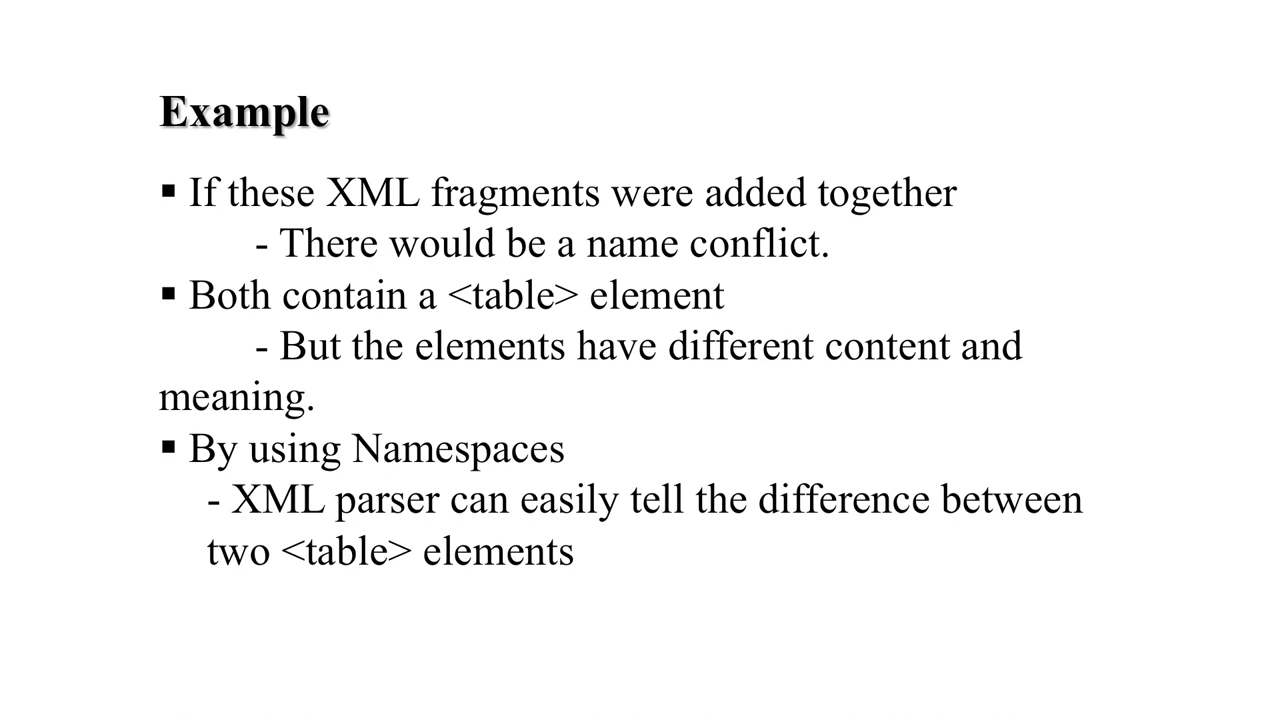 Example
▪ If these XML fragments were added together
- There would be a name conflict.
▪ Both contain a <table> element
- But the elements have different content and
meaning.
▪ By using Namespaces
- XML parser can easily tell the difference between
two <table> elements